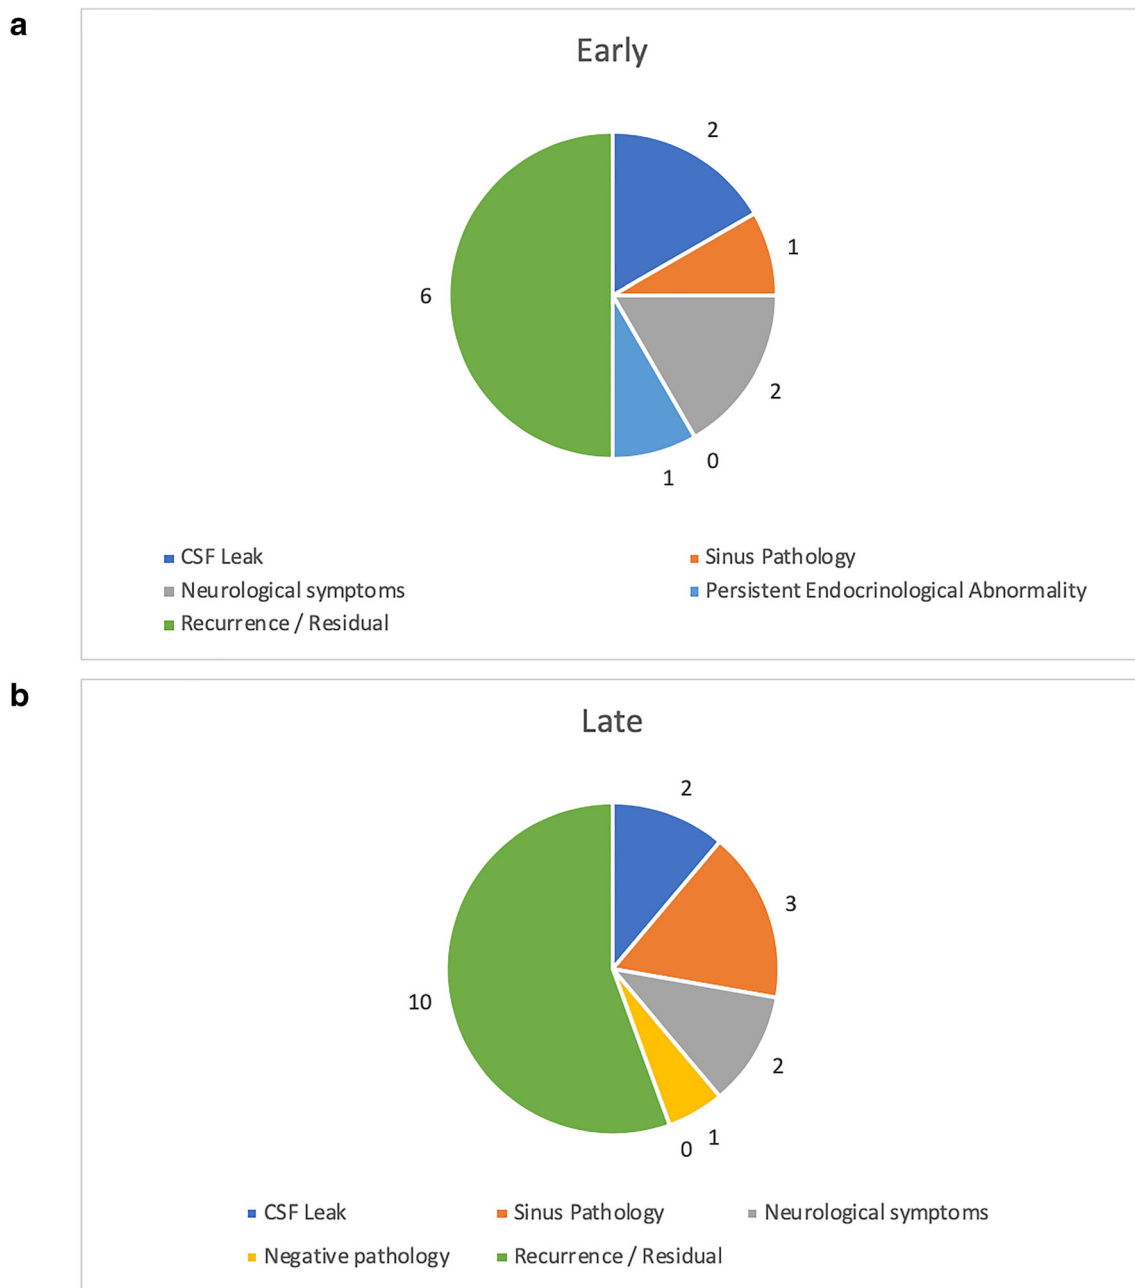 a
Early
2
1
6
2
0
1
CSF Leak
Sinus Pathology
Neurological symptoms
Persistent Endocrinological Abnormality
Recurrence / Residual
b
Late
2
3
10
2
1
0
CSF Leak
Sinus Pathology
Neurological symptoms
Negative pathology
Recurrence / Residual